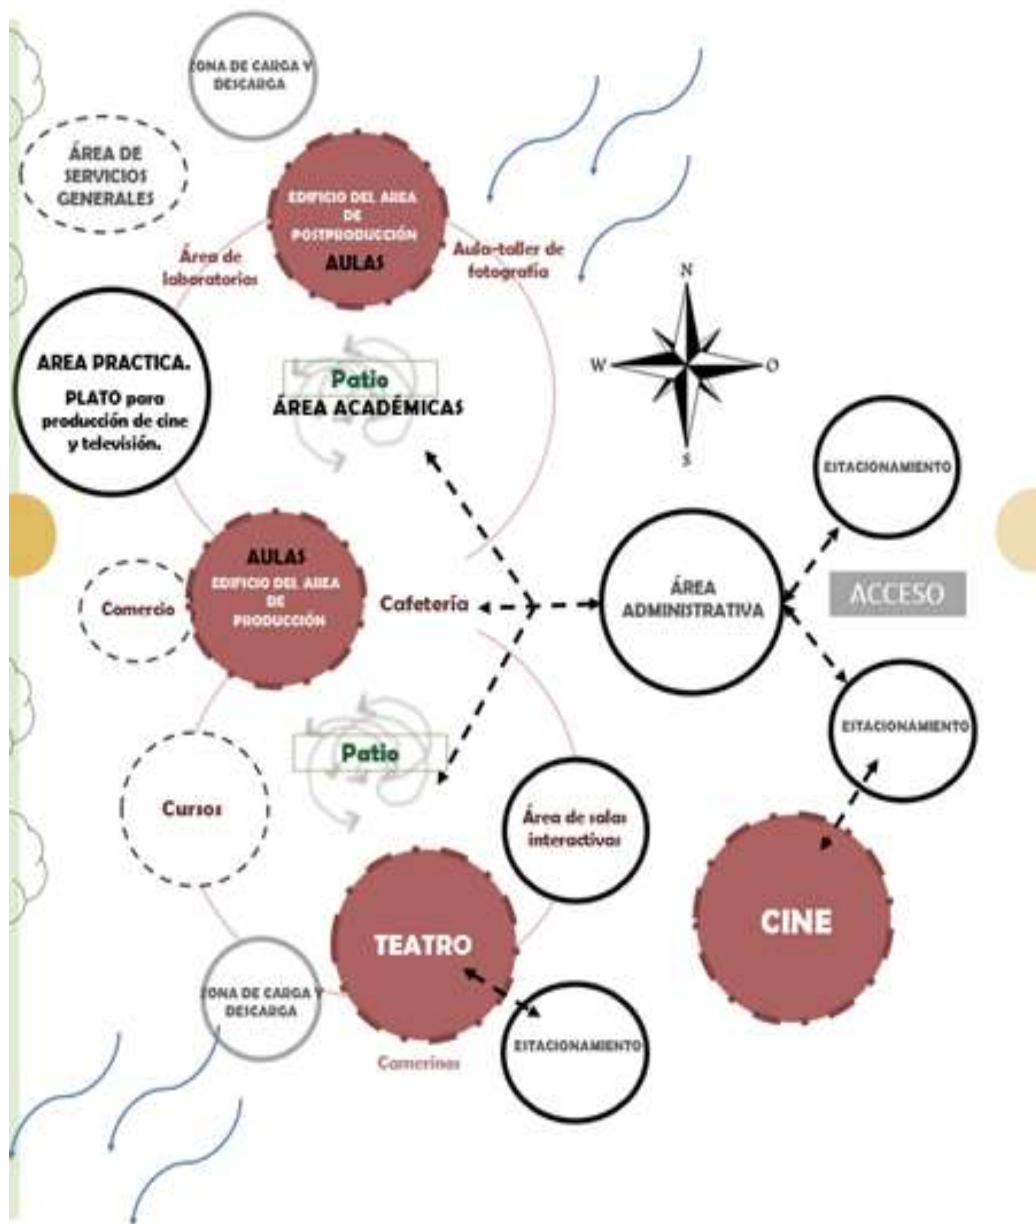 ZONA DE CARGA Y
DESCARGA
ÁREA DE
SERVICIOS
GENERALES
EDIFICIO DEL AREA
DE
POSTPRODUCCIÓN
AULAS
Área de
laboratorios
Aula-taller de
fotografía
N
W
O
S
AREA PRACTICA.
PLATO para
producción de cine
y televisión.
Patio
ÁREA ACADÉMICAS
ESTACIONAMIENTO
AULAS
EDIFICIO DEL AREA
DE
PRODUCCIÓN
Comercio
Cafetería
ÁREA
ADMINISTRATIVA
ACCESO
ESTACIONAMIENTO
Patio
Cursos
Área de salas
interactivas
TEATRO
CINE
ZONA DE CARGA Y
DESCARGA
ESTACIONAMIENTO
Camerinos